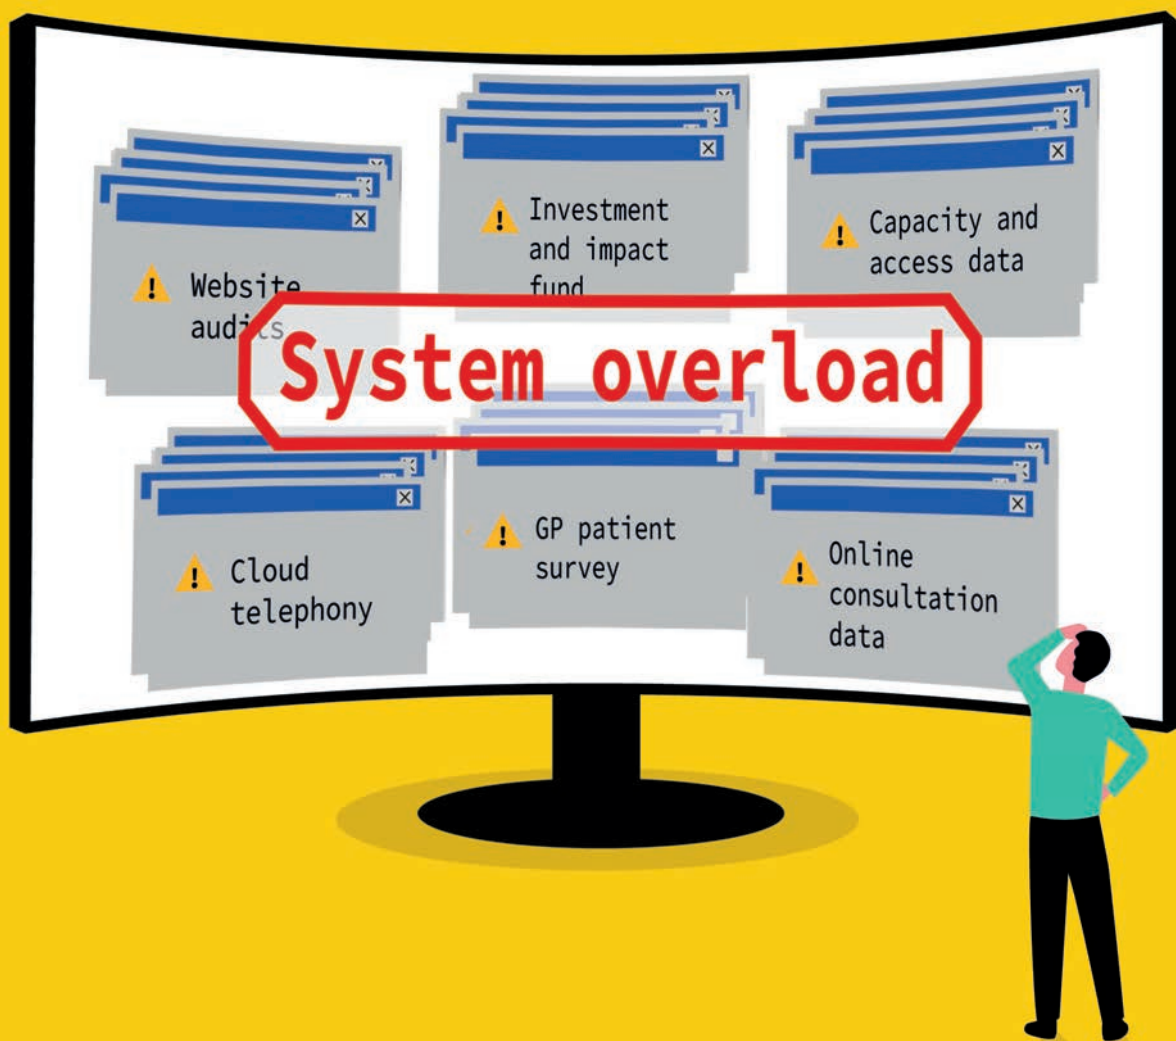 Website
audits
Investment
and impact
fund
Capacity and
access data
System overload
Cloud
telephony
GP patient
survey
Online
consultation
data